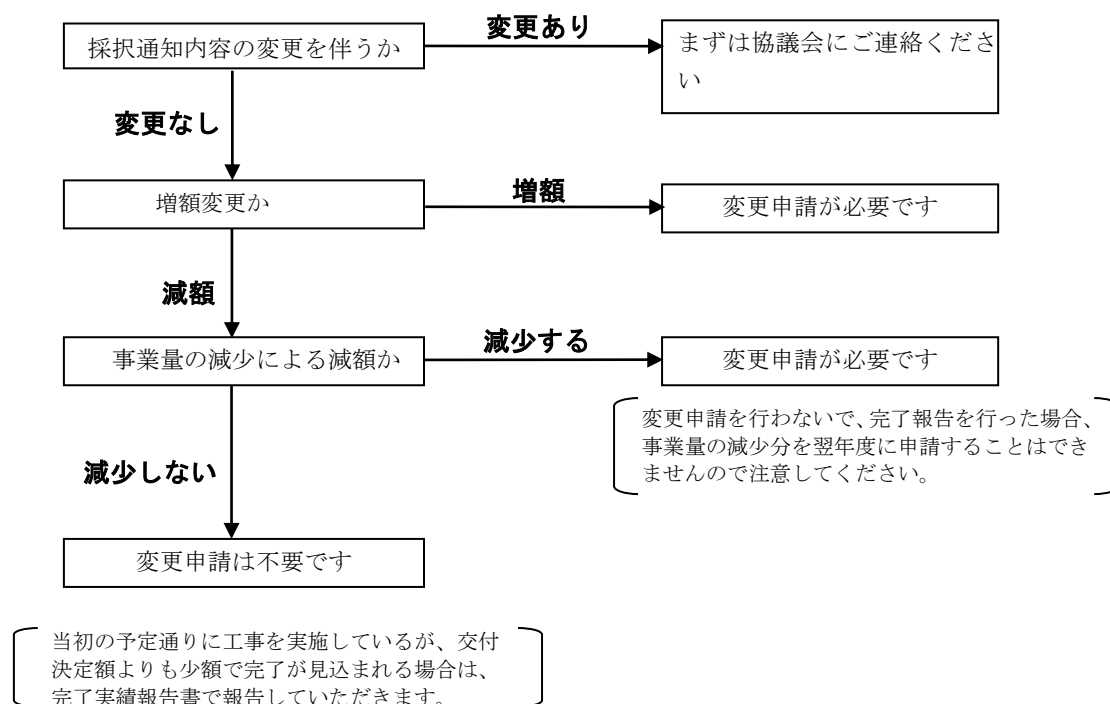 採択通知内容の変更を伴うか
変更あり
まずは協議会にご連絡くださ
い
変更なし
増額変更か
増額
変更申請が必要です
減額
事業量の減少による減額か
減少する
変更申請が必要です
変更申請を行わないで、完了報告を行った場合、
事業量の減少分を翌年度に申請することはでき
ませんので注意してください。
減少しない
変更申請は不要です
当初の予定通りに工事を実施しているが、交付
決定額よりも少額で完了が見込まれる場合は、
完了実績報告書で報告していただきます。